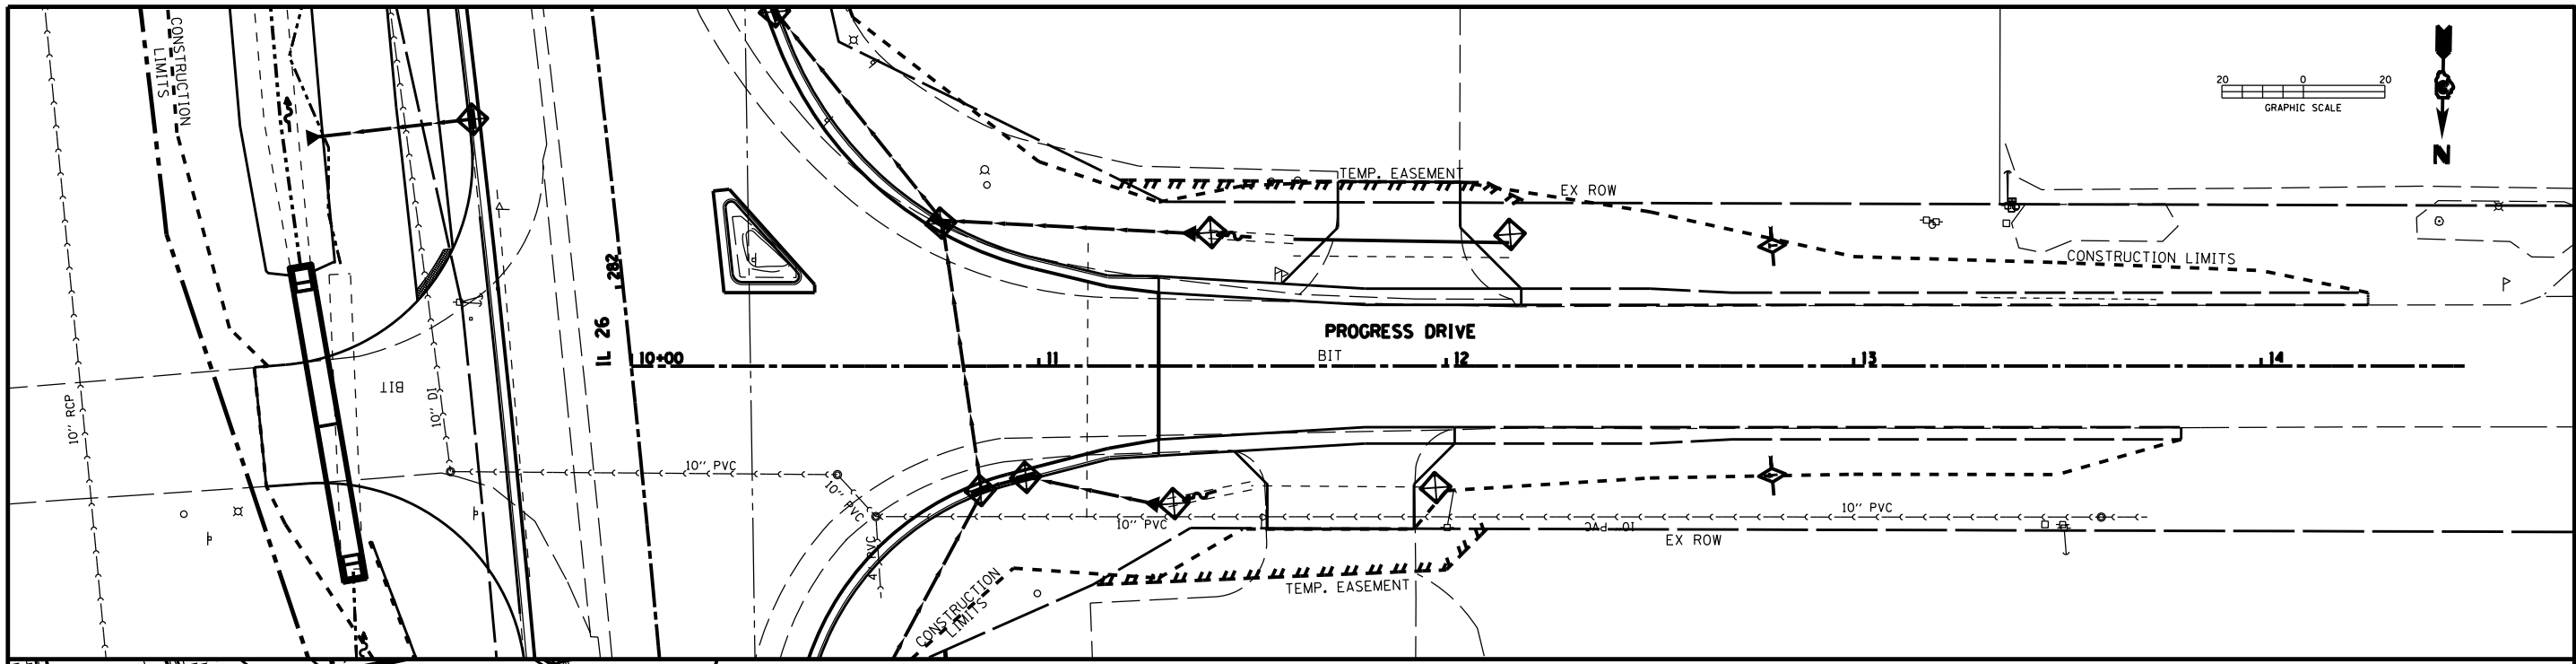 CONSTRUCTION
LIMITS
20 0 20
GRAPHIC SCALE
N
TEMP. EASEMENT
EX ROW
CONSTRUCTION LIMITS
282
IL 26
PROGRESS DRIVE
10+00
11
BIT
12
13
14
BIT
10" RCP
10" DI
10" PVC
10" PVC
10" PVC
10" PVC
10" PVC
4" PVC
EX ROW
TEMP. EASEMENT
CONSTRUCTION
LIMITS